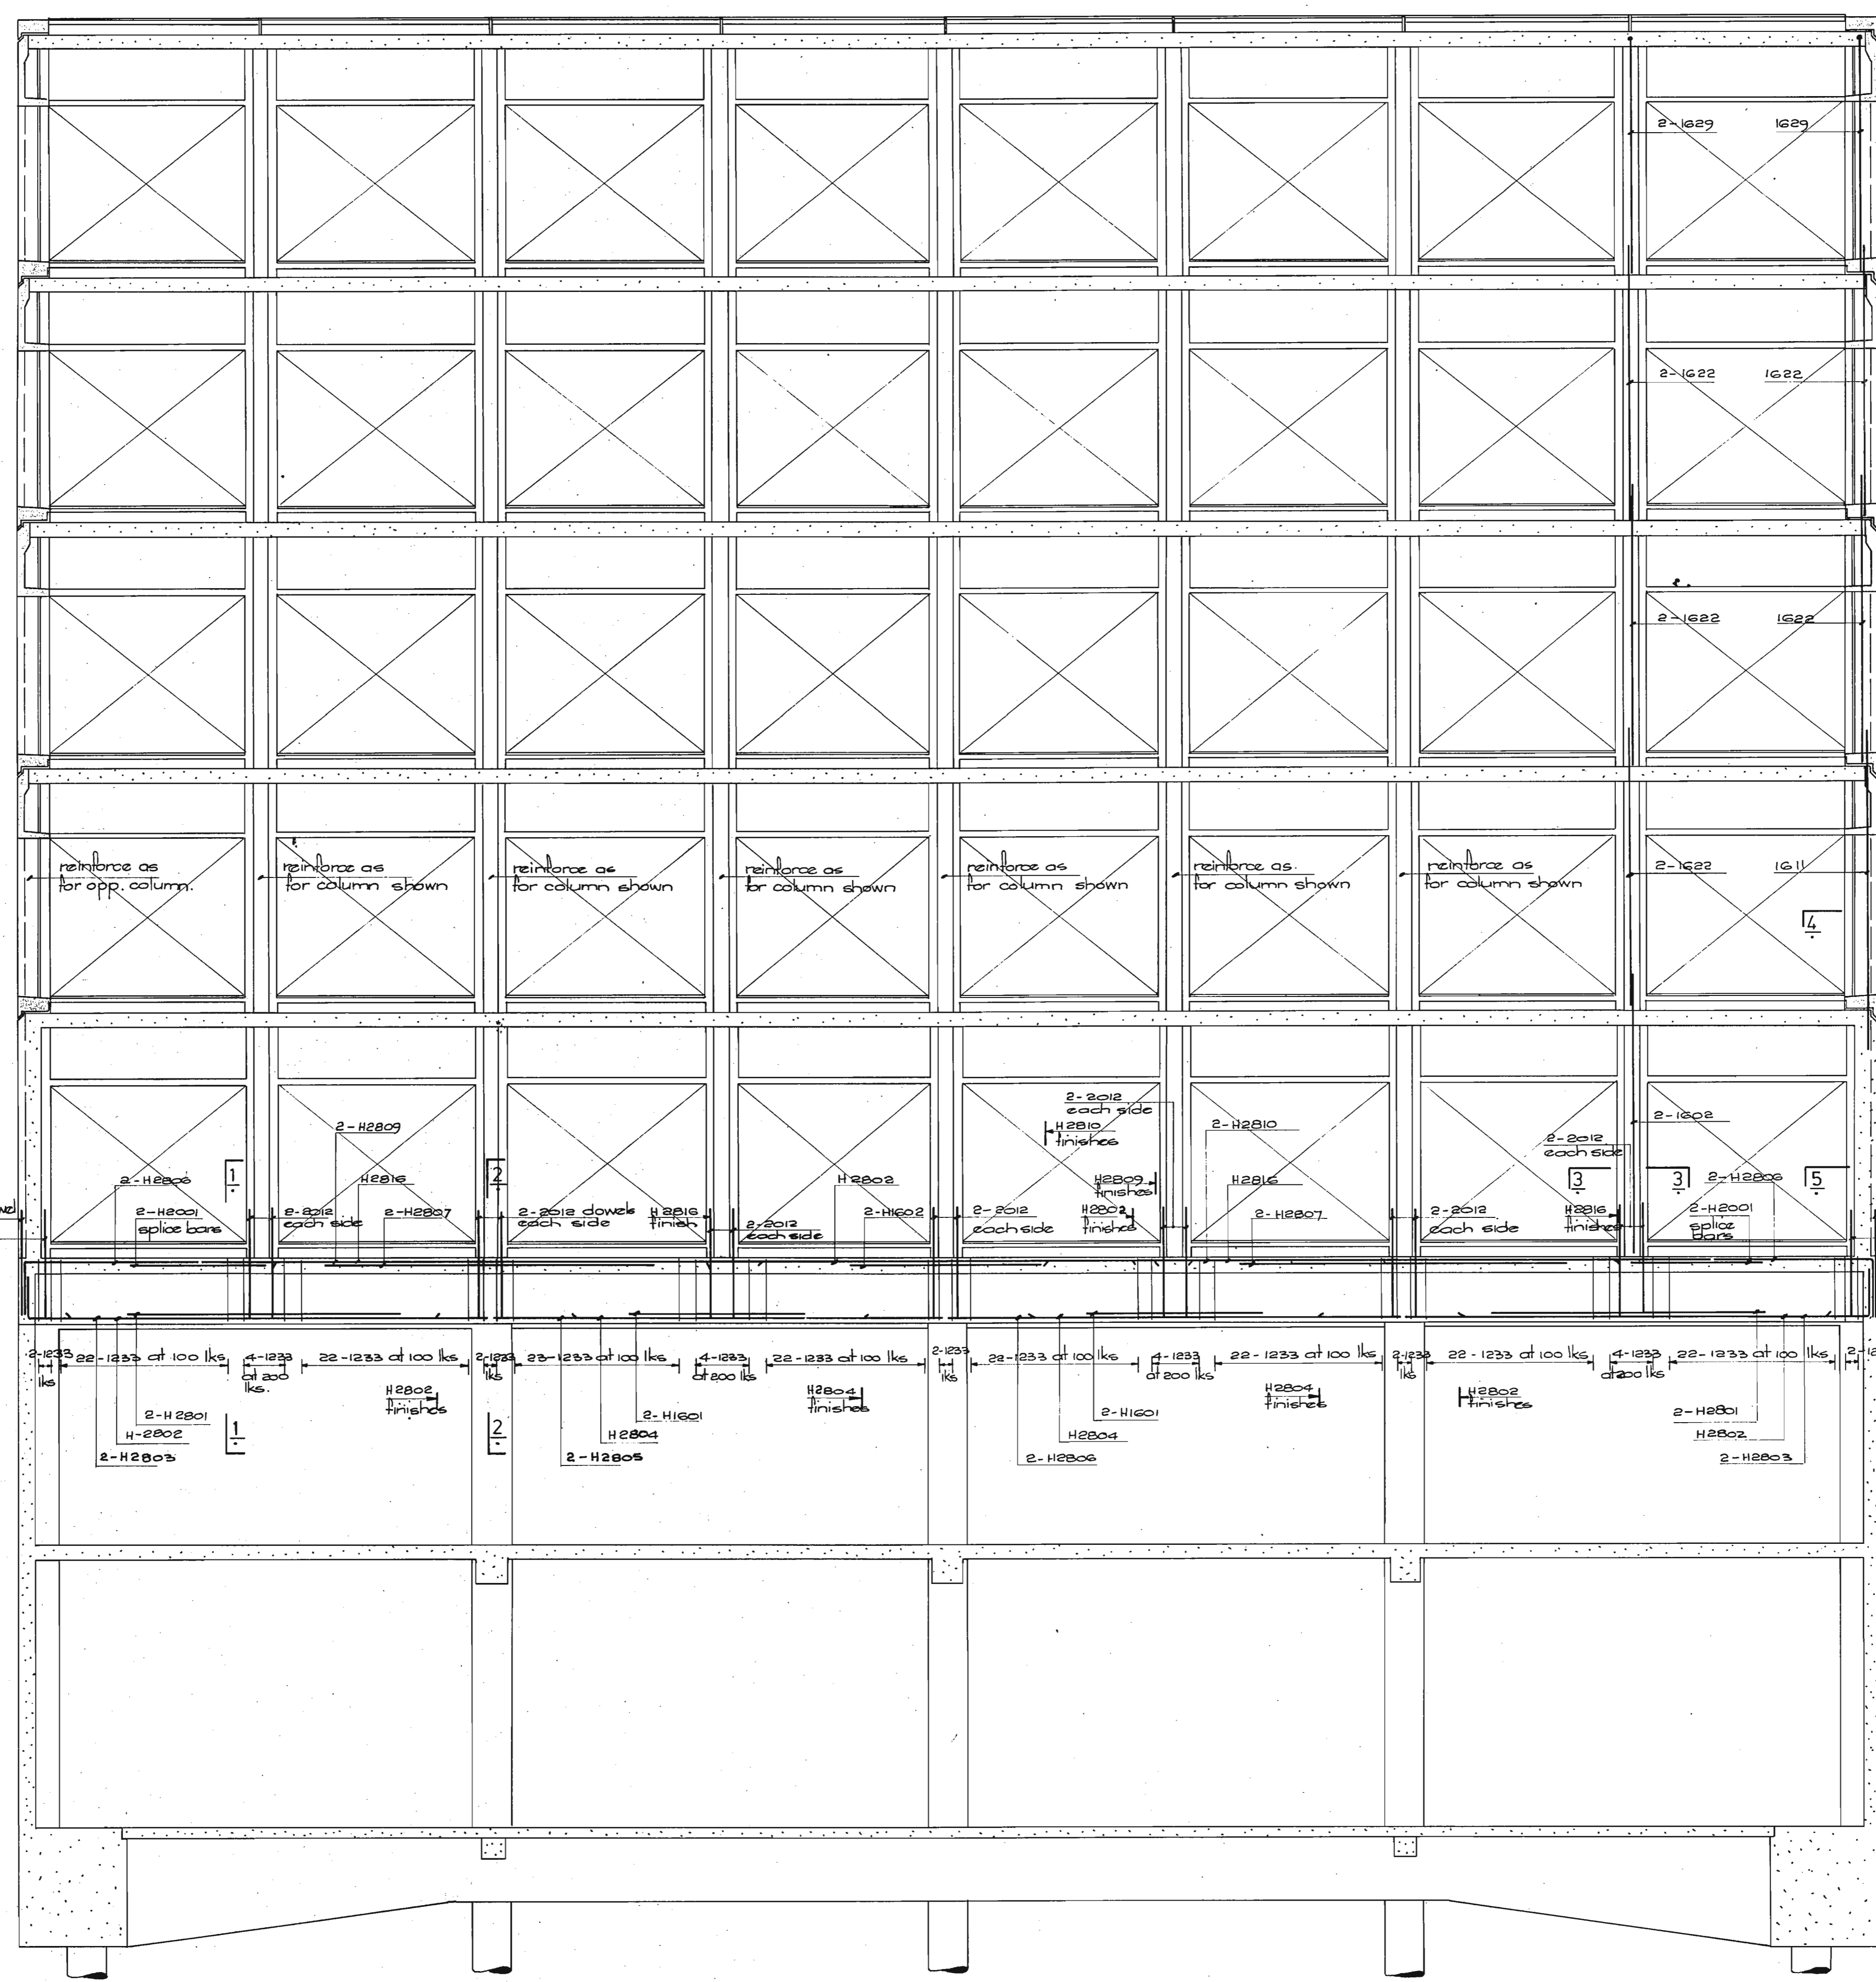 2-1629 1629
2-1622 1622
2-1622 1622
reinforce as
for opp. column.
reinforce as
for column shown
reinforce as
for column shown
reinforce as
for column shown
reinforce as
for column shown
reinforce as.
for column shown
reinforce as
for column shown
2-1622 1611
4
2-2012
each side
H2810
finishes
2-H2809
2-H2810
2-1602
2-2012
each side
1
2
3
3
5
2-H2806
H2816
H2802
H2809
finishes
H2816
2-H2806
2-H2001
splice bars
2-2012
each side
2-H2807
2-2012 dowels
each side
H2816
finish
2-2012
each side
2-H1602
2-2012
each side
H2802
finishes
2-H2807
2-2012
each side
H2816
finishes
2-H2001
splice
bars
2-1233
lks
22-1233 at 100 lks
4-1233
at 200
lks.
22-1233 at 100 lks
2-1233
lks
23-1233 at 100 lks
4-1233
at 200 lks
22-1233 at 100 lks
2-1233
lks
22-1233 at 100 lks
4-1233
at 200 lks
22-1233 at 100 lks
2-1233
lks
22-1233 at 100 lks
4-1233
at 200 lks
22-1233 at 100 lks
H2802
finishes
H2804
finishes
H2804
finishes
H2802
finishes
2-H2801
H-2802
2-H2803
1
2
2-H1601
H2804
2-H2805
2-H1601
H2804
2-H2806
2-H2801
H2802
2-H2803